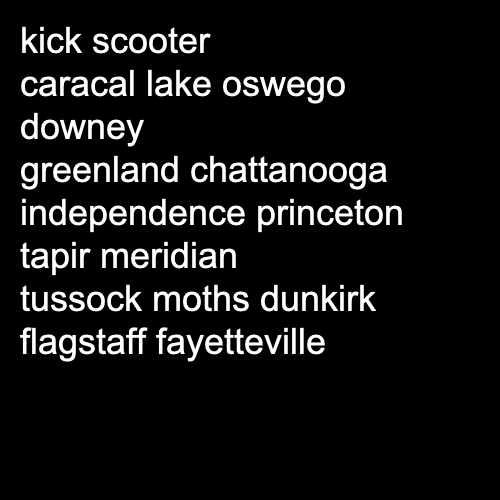 kick scooter
caracal lake oswego
downey
greenland chattanooga
independence princeton
tapir meridian
tussock moths dunkirk
flagstaff fayetteville